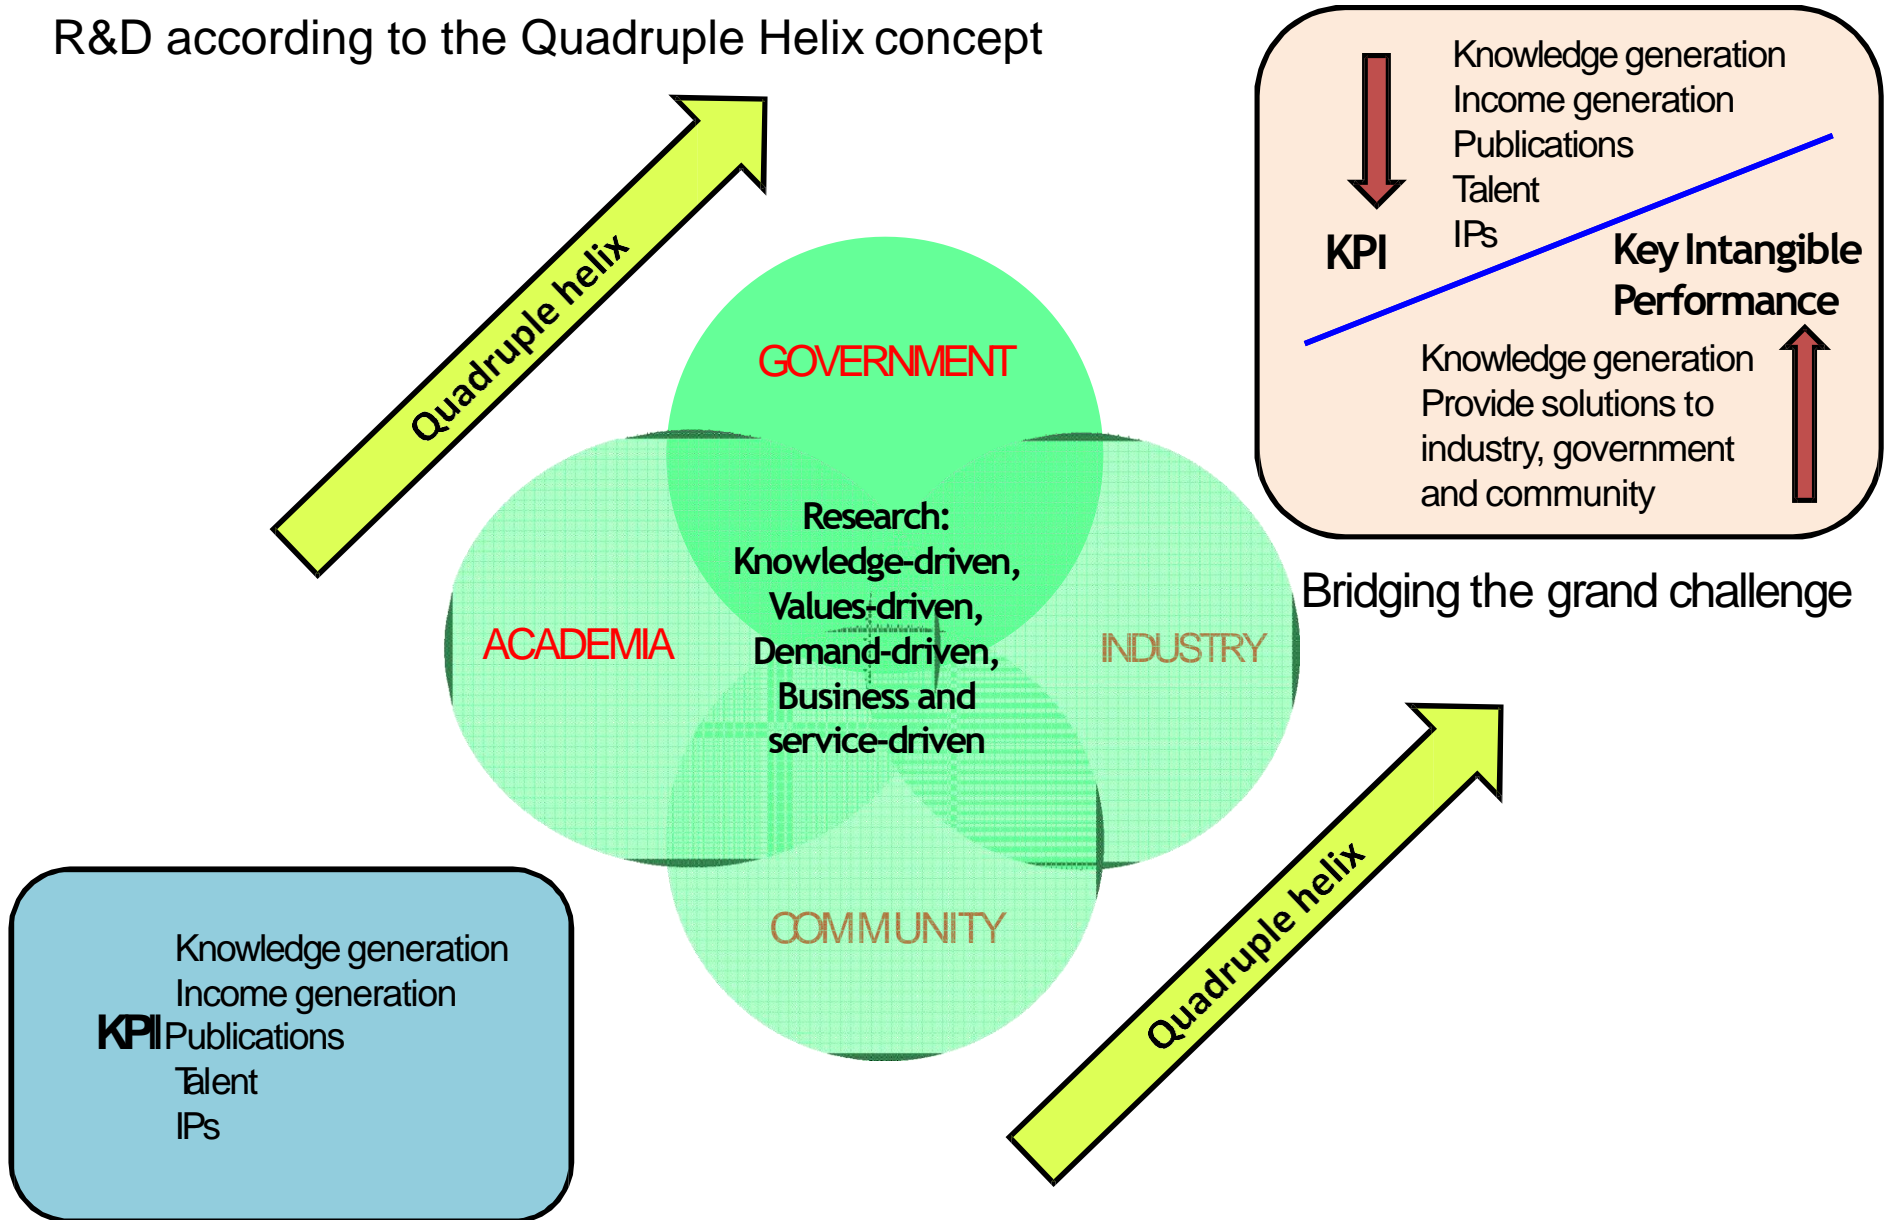 R&D according to the Quadruple Helix concept
Quadruple helix
Knowledge generation
Income generation
Publications
Talent
IPs
KPI
Key Intangible
Performance
Knowledge generation
Provide solutions to
industry, government
and community
GOVERNMENT
Research:
Knowledge-driven,
Values-driven,
Demand-driven,
Business and
service-driven
ACADEMIA
INDUSTRY
COMMUNITY
Bridging the grand challenge
Quadruple helix
Knowledge generation
Income generation
KPI Publications
Talent
IPs